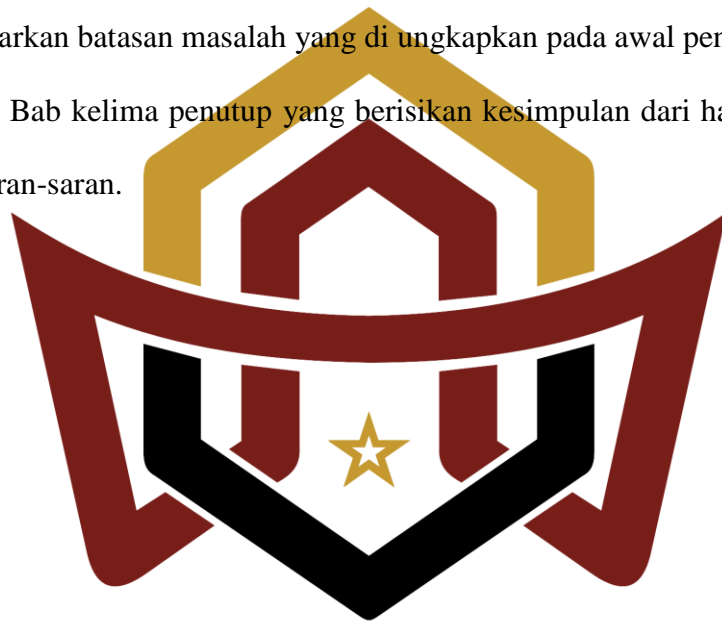 arkan batasan masalah yang di ungkapkan pada awal pen
Bab kelima penutup yang berisikan kesimpulan dari ha
ran-saran.